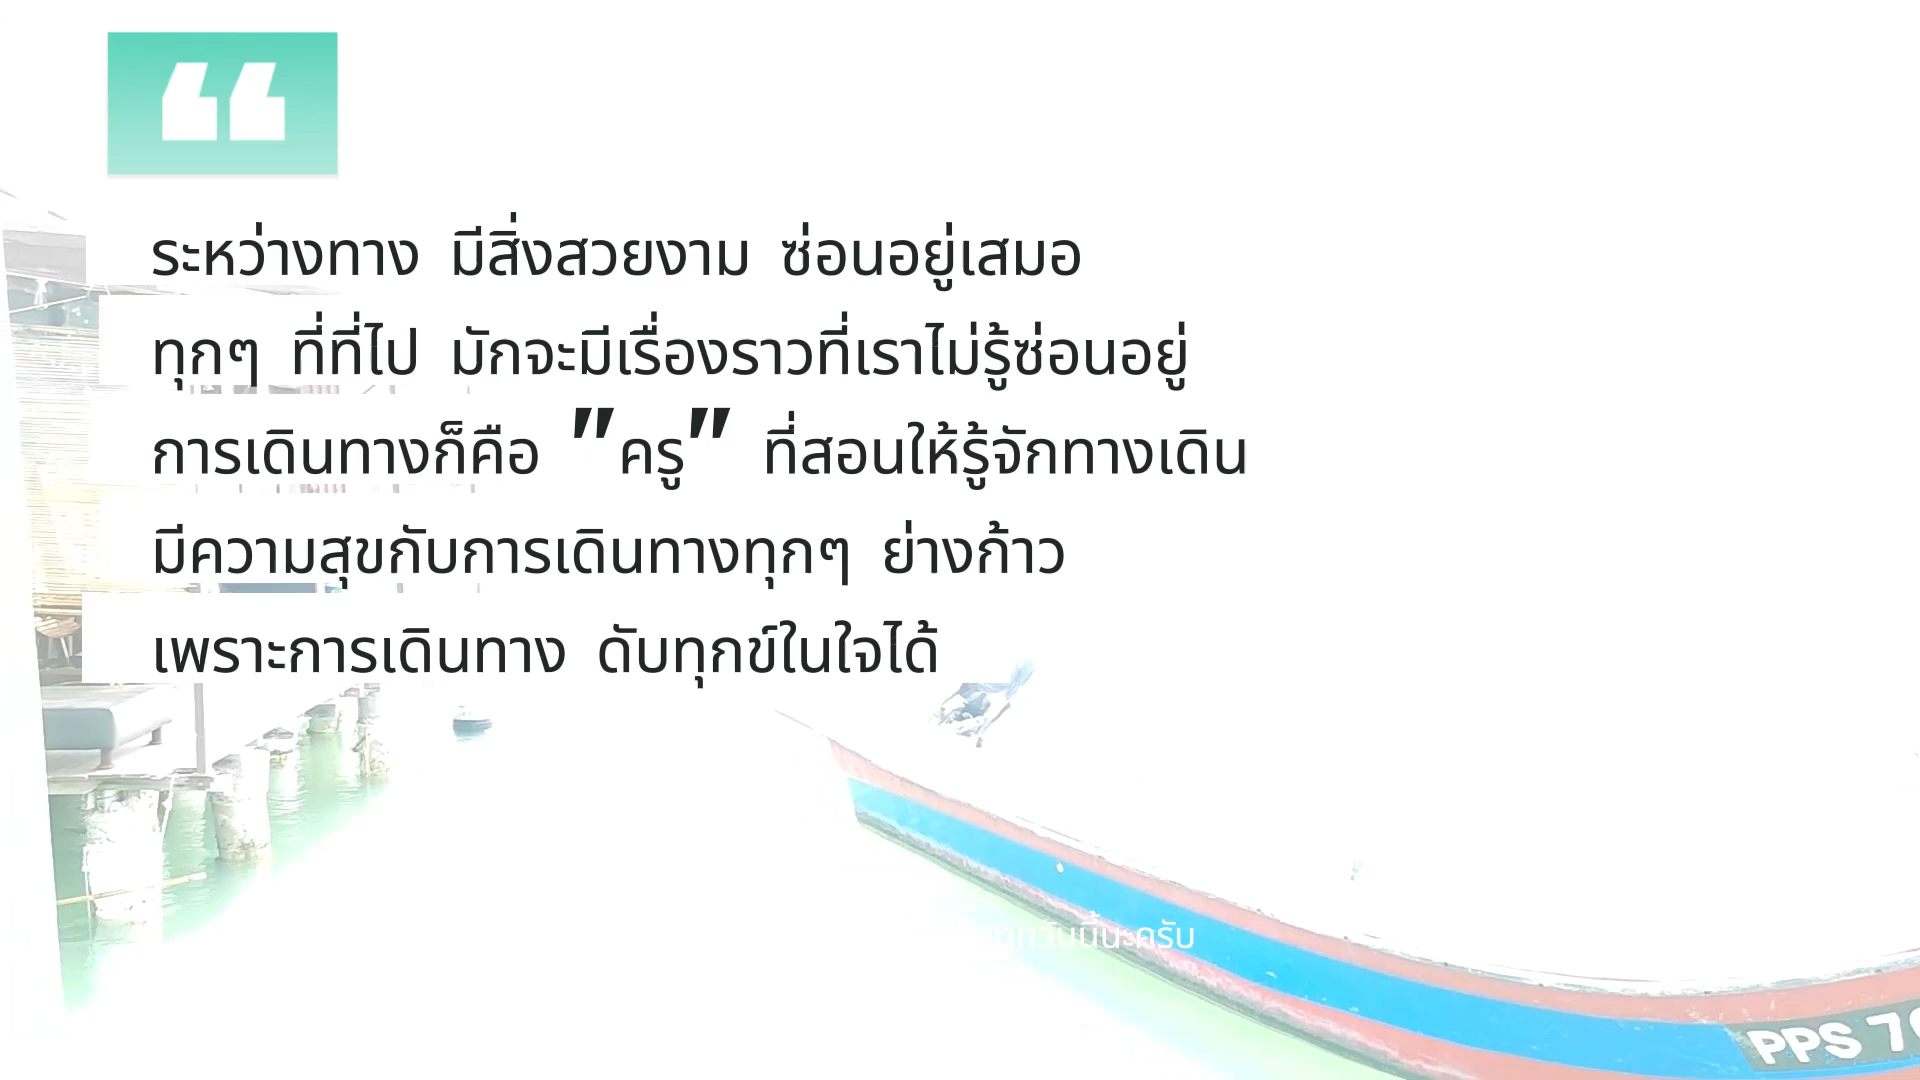 ระหว่างทาง มีสิ่งสวยงาม ซ่อนอยู่เสมอ
ทุกๆ ที่ที่ไป มักจะมีเรื่องราวที่เราไม่รู้ซ่อนอยู่
การเดินทางก็คือ "ครู" ที่สอนให้รู้จักทางเดิน
มีความสุขกับการเดินทางทุกๆ ย่างก้าว
เพราะการเดินทาง ดับทุกข์ในใจได้
นะครับ
PPS